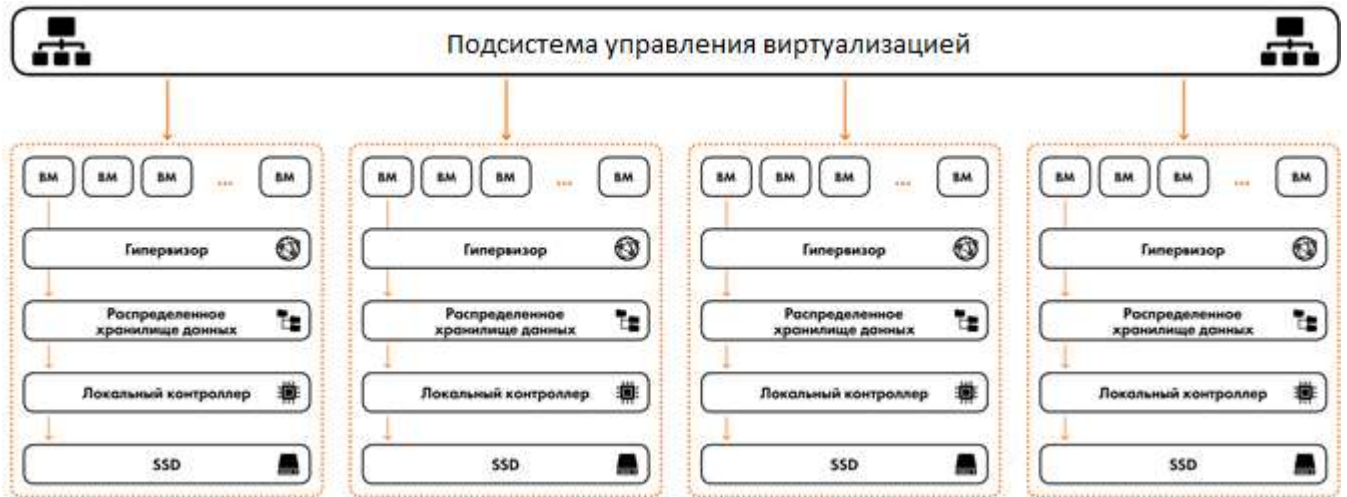 Подсистема управления виртуализацией
ВМ ВМ ВМ ... ВМ
Гипервизор
Распределенное
хранилище данных
Локальный контроллер
SSD
ВМ ВМ ВМ ... ВМ
Гипервизор
Распределенное
хранилище данных
Локальный контроллер
SSD
ВМ ВМ ВМ ... ВМ
Гипервизор
Распределенное
хранилище данных
Локальный контроллер
SSD
ВМ ВМ ВМ ... ВМ
Гипервизор
Распределенное
хранилище данных
Локальный контроллер
SSD